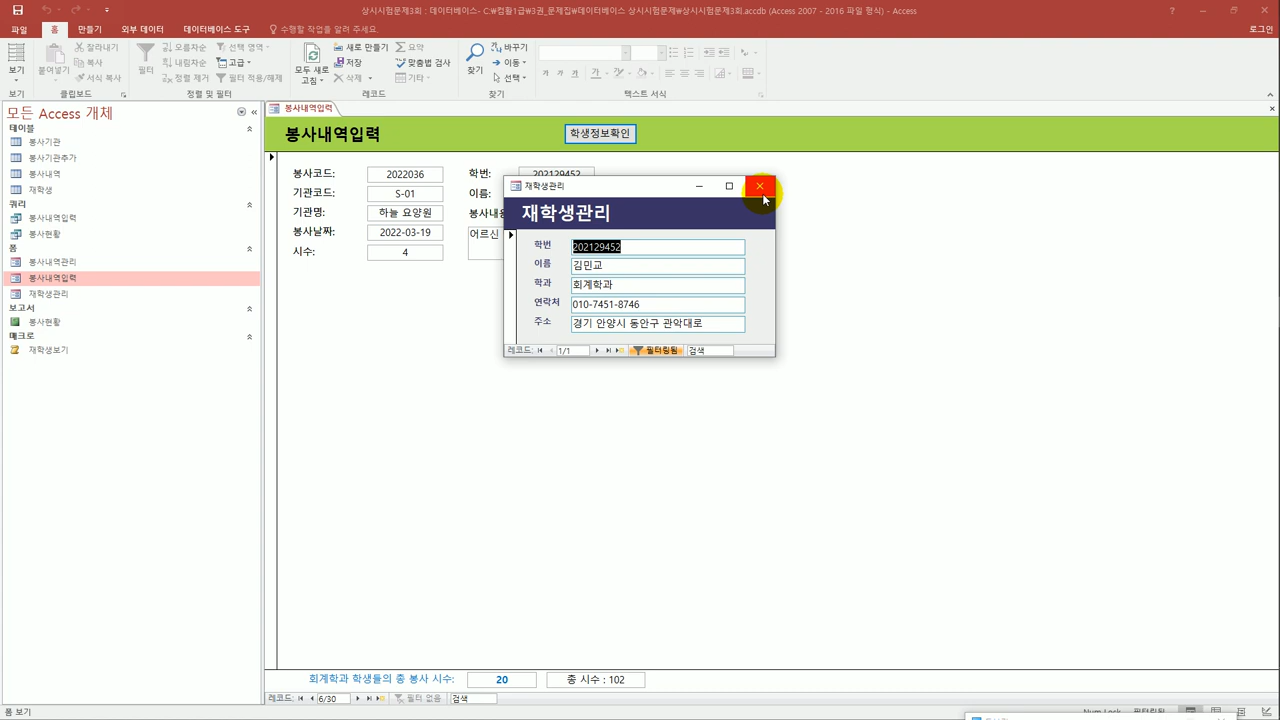 상시시험문제3회 : 데이터베이스- C:₩컴활1급₩3권_문제집₩데이터베이스 상시시험문제₩상시시험문제3회.accdb (Access 2007 - 2016 파일 형식) - Access
파일 홈 만들기 외부 데이터 데이터베이스 도구 수행할 작업을 알려 주세요. 로그인
잘라내기 오름차순 선택 영역 새로 만들기 요약 바꾸기
보기 붙여넣기 복사 필터 내림차순 고급 모두 새로 고침 저장 맞춤법 검사 찾기 이동
서식 복사 정렬 제거 필터 적용/해제 삭제 기타 선택
보기 클립보드 정렬 및 필터 레코드 찾기 텍스트 서식
모든 Access 개체
테이블
봉사기관
봉사기관추가
봉사내역
재학생
쿼리
봉사내역입력
봉사현황
폼
봉사내역관리
봉사내역입력
재학생관리
보고서
봉사현황
매크로
재학생보기
봉사내역입력
봉사내역입력 학생정보확인
봉사코드: 2022036 학번: 202129452
기관코드: S-01 이름:
기관명: 하늘 요양원 봉사내용
봉사날짜: 2022-03-19 어르신
시수: 4
재학생관리
재학생관리
학번 202129452
이름 김민교
학과 회계학과
연락처 010-7451-8746
주소 경기 안양시 동안구 관악대로
레코드: 1/1 필터링됨 검색
회계학과 학생들의 총 봉사 시수: 20 총 시수 : 102
레코드: 6/30 필터 없음 검색
폼 보기 Num Lock 필터링됨